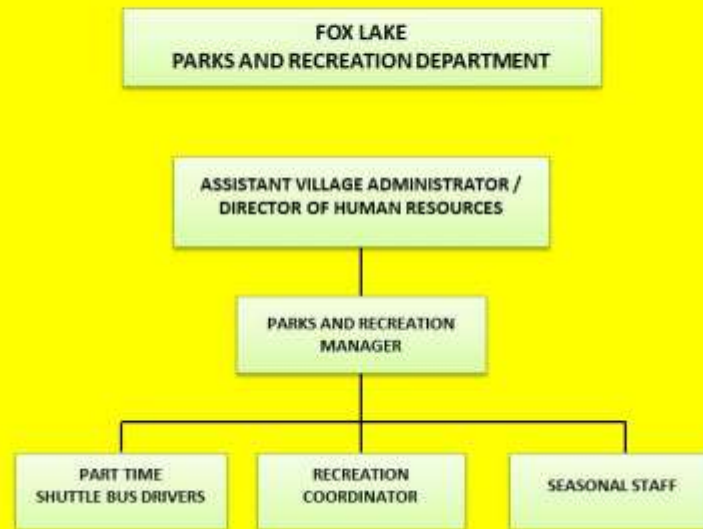 FOX LAKE
PARKS AND RECREATION DEPARTMENT
ASSISTANT VILLAGE ADMINISTRATOR /
DIRECTOR OF HUMAN RESOURCES
PARKS AND RECREATION
MANAGER
PART TIME
SHUTTLE BUS DRIVERS
RECREATION
COORDINATOR
SEASONAL STAFF